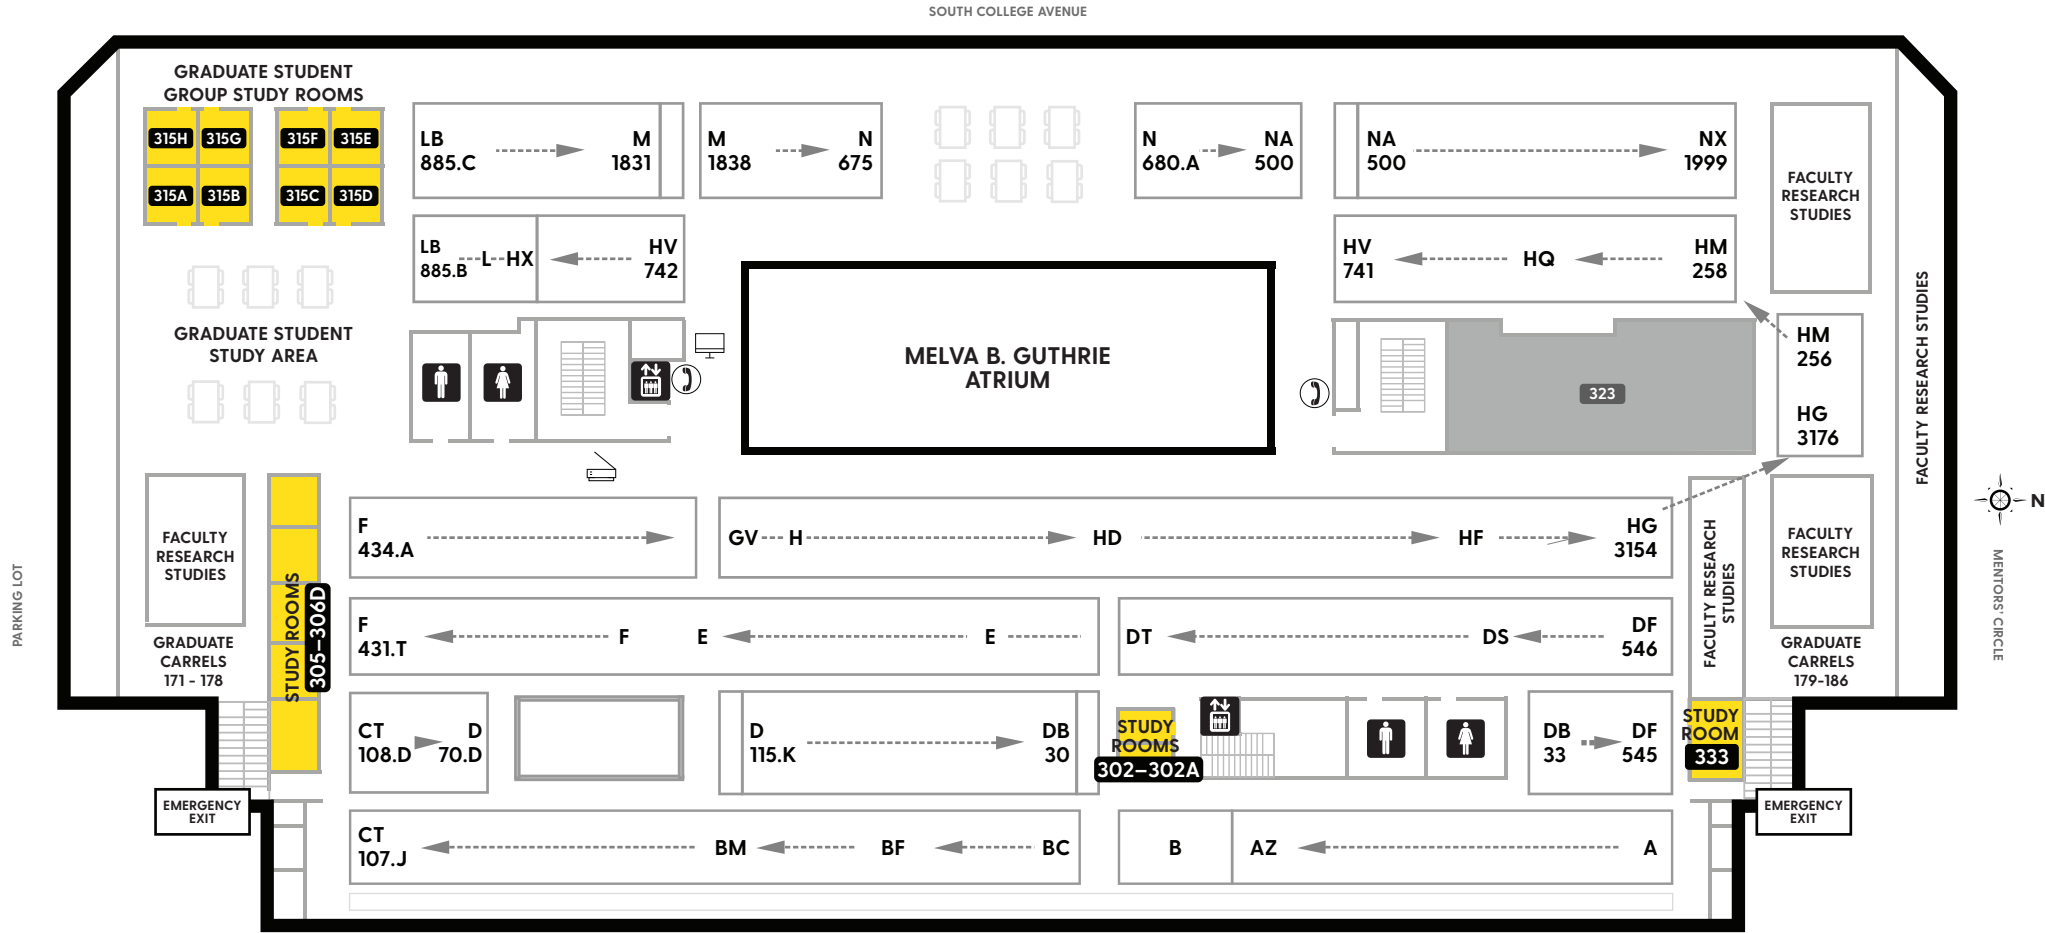 SOUTH COLLEGE AVENUE
GRADUATE STUDENT
GROUP STUDY ROOMS
315H
315G
315F
315E
315A
315B
315C
315D
LB
885.C
M
1831
M
1838
N
675
N
680.A
NA
500
NA
500
NX
1999
FACULTY
RESEARCH
STUDIES
LB
885.B
L
HX
HV
742
HV
741
HQ
HM
258
GRADUATE STUDENT
STUDY AREA
MELVA B. GUTHRIE
ATRIUM
323
HM
256
HG
3176
FACULTY RESEARCH STUDIES
FACULTY
RESEARCH
STUDIES
GRADUATE
CARRELS
171 - 178
STUDY ROOMS
305–306D
F
434.A
GV
H
HD
HF
HG
3154
FACULTY RESEARCH
STUDIES
FACULTY
RESEARCH
STUDIES
GRADUATE
CARRELS
179-186
N
PARKING LOT
MENTORS' CIRCLE
F
431.T
F
E
E
DT
DS
DF
546
CT
108.D
D
70.D
D
115.K
DB
30
STUDY
ROOMS
302–302A
DB
33
DF
545
STUDY
ROOM
333
EMERGENCY
EXIT
EMERGENCY
EXIT
CT
107.J
BM
BF
BC
B
AZ
A